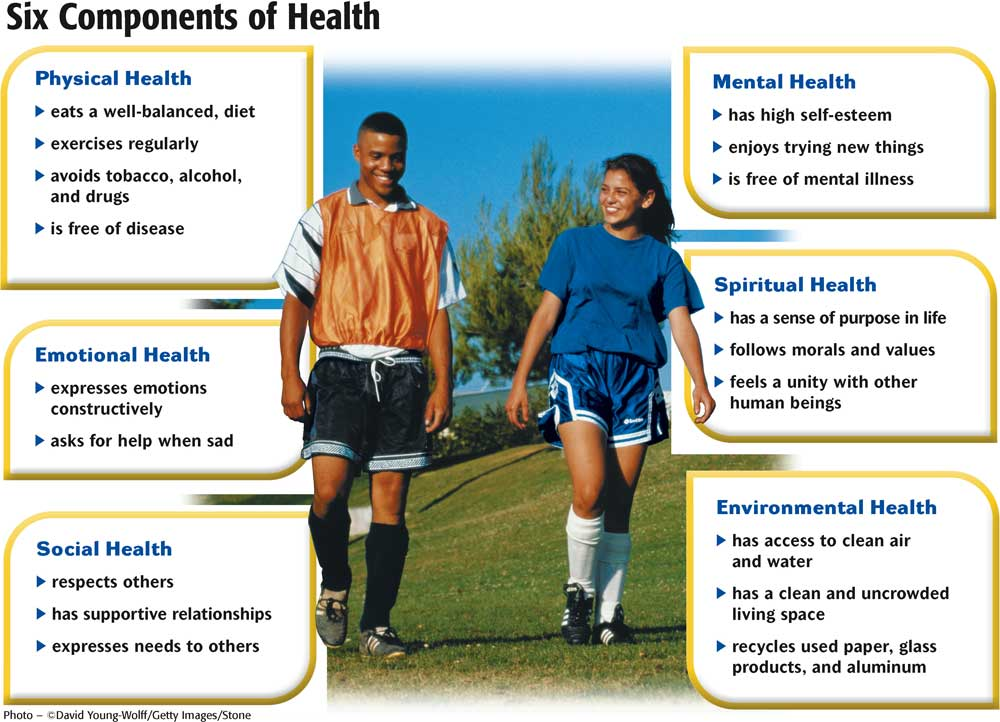 Six Components of Health
Physical Health
eats a well-balanced, diet
exercises regularly
avoids tobacco, alcohol,
and drugs
is free of disease
Emotional Health
expresses emotions
constructively
asks for help when sad
Social Health
respects others
has supportive relationships
expresses needs to others
Mental Health
has high self-esteem
enjoys trying new things
is free of mental illness
Spiritual Health
has a sense of purpose in life
follows morals and values
feels a unity with other
human beings
Environmental Health
has access to clean air
and water
has a clean and uncrowded
living space
recycles used paper, glass
products, and aluminum
Photo – ©David Young-Wolff/Getty Images/Stone